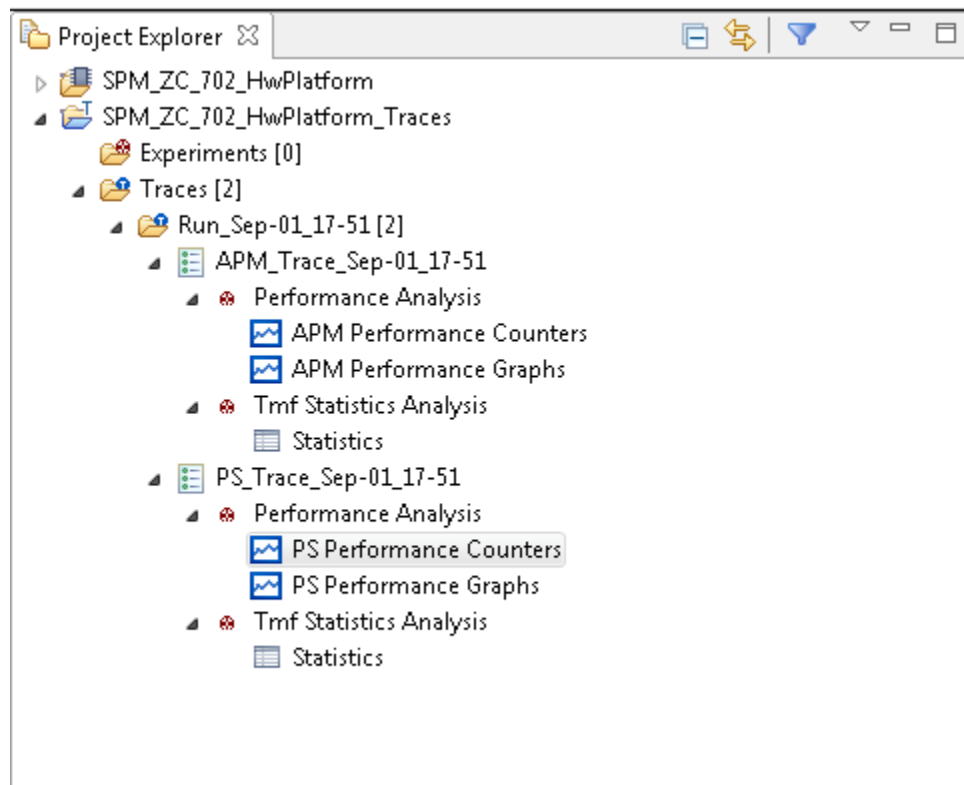 Project Explorer
SPM_ZC_702_HwPlatform
SPM_ZC_702_HwPlatform_Traces
Experiments [0]
Traces [2]
Run_Sep-01_17-51 [2]
APM_Trace_Sep-01_17-51
Performance Analysis
APM Performance Counters
APM Performance Graphs
Tmf Statistics Analysis
Statistics
PS_Trace_Sep-01_17-51
Performance Analysis
PS Performance Counters
PS Performance Graphs
Tmf Statistics Analysis
Statistics